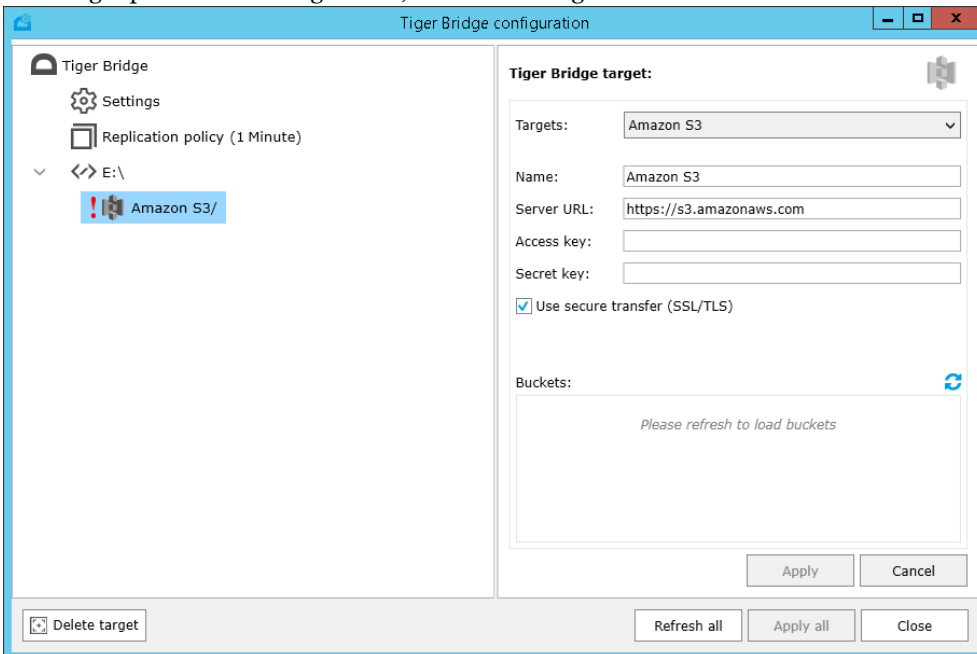 Tiger Bridge configuration
Tiger Bridge
Settings
Replication policy (1 Minute)
E:\
Amazon S3/
Delete target
Tiger Bridge target:
Targets:
Amazon S3
Name:
Amazon S3
Server URL:
https://s3.amazonaws.com
Access key:
Secret key:
Use secure transfer (SSL/TLS)
Buckets:
Please refresh to load buckets
Apply
Cancel
Refresh all
Apply all
Close